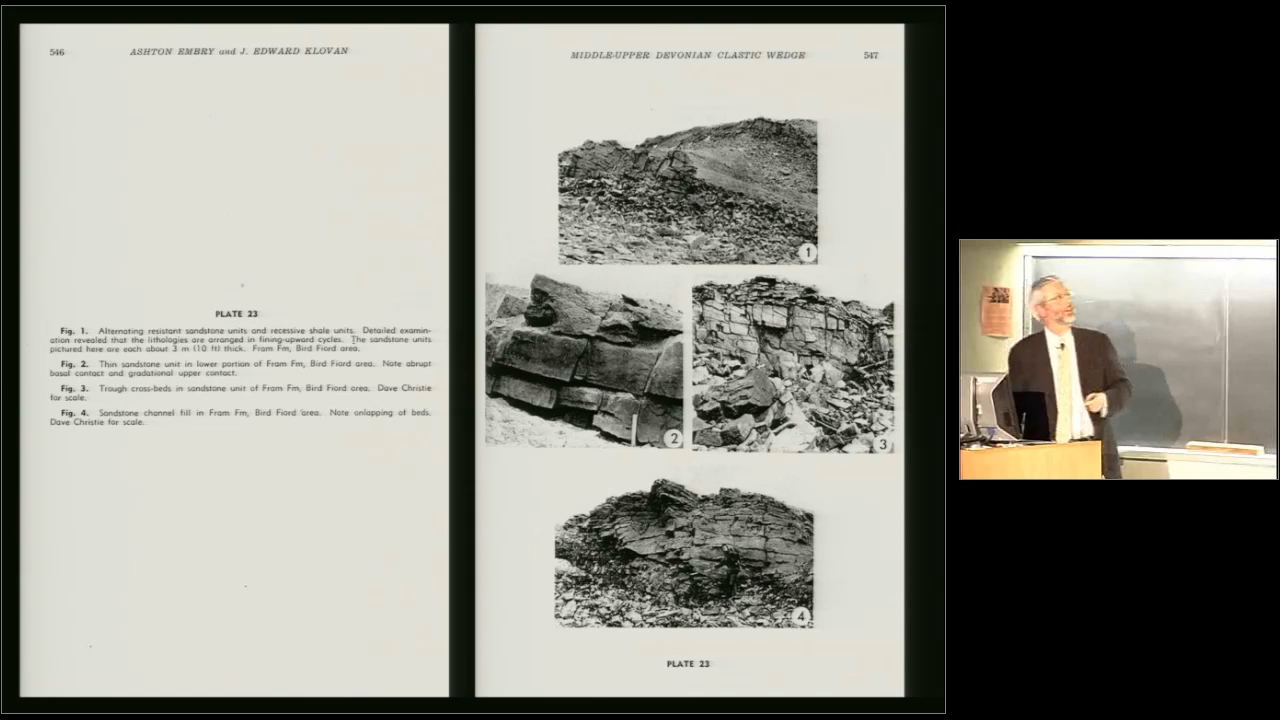 546
ASHTON EMBRY and J. EDWARD KLOVAN
PLATE 23
Fig. 1. Alternating resistant sandstone units and recessive shale units. Detailed examin-
ation revealed that the lithologies are arranged in fining-upward cycles. The sandstone units
pictured here are each about 3 m (10 ft) thick. Fram Fm, Bird Fiord area.
Fig. 2. Thin sandstone unit in lower portion of Fram Fm, Bird Fiord area. Note abrupt
basal contact and gradational upper contact.
Fig. 3. Trough cross-beds in sandstone unit of Fram Fm, Bird Fiord area. Dave Christie
for scale.
Fig. 4. Sandstone channel fill in Fram Fm, Bird Fiord area. Note onlapping of beds.
Dave Christie for scale.
MIDDLE-UPPER DEVONIAN CLASTIC WEDGE
547
1
2
3
4
PLATE 23